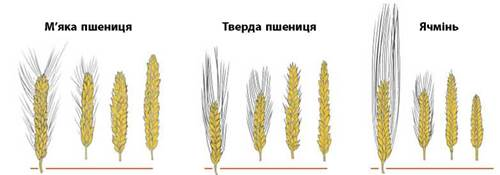 М'яка пшениця
Тверда пшениця
Ячмінь